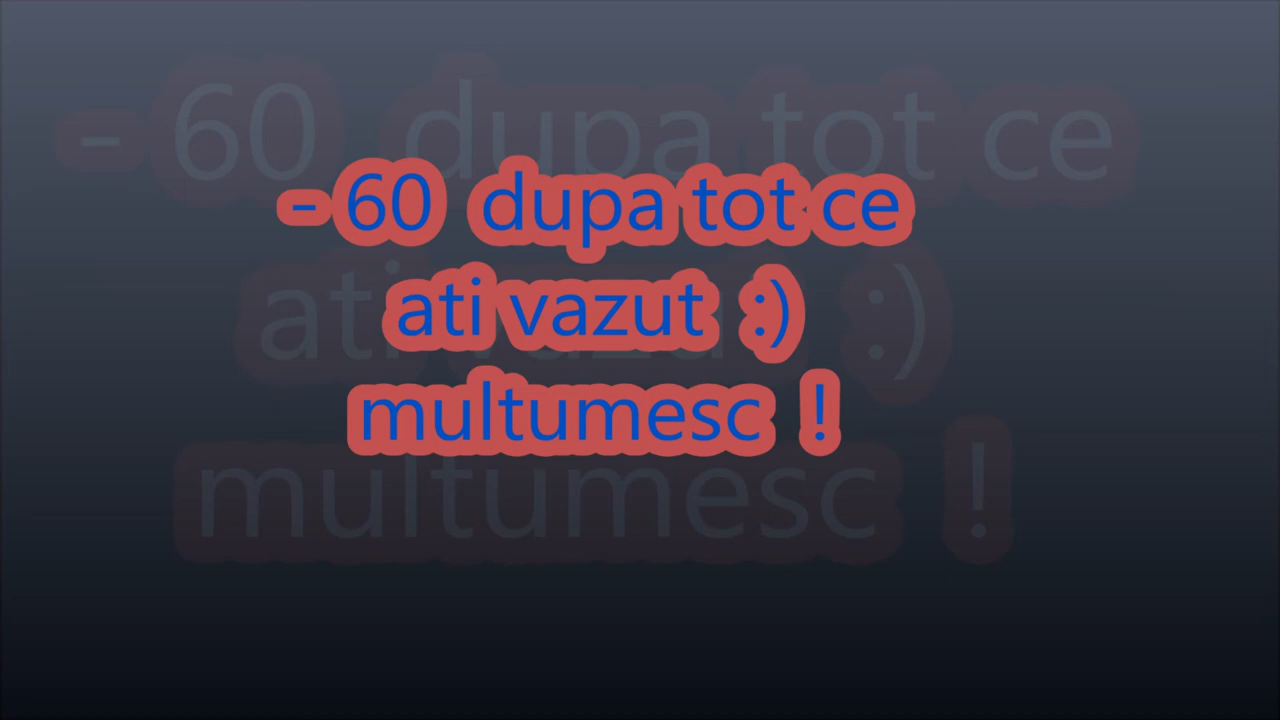 - 60 dupa tot ce
ati vazut :)
multumesc !